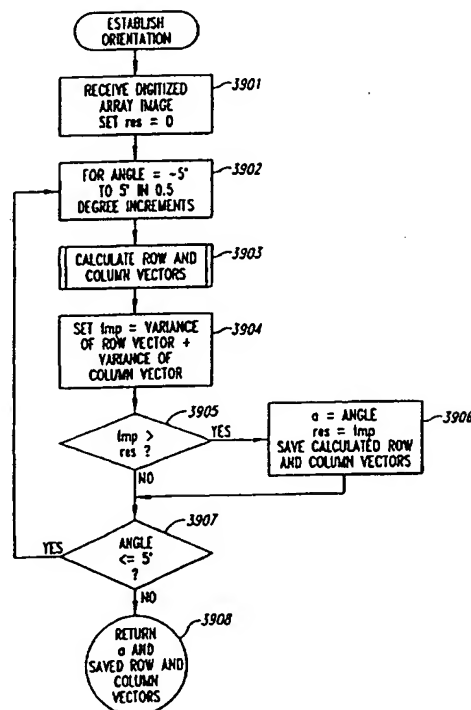 ESTABLISH
ORIENTATION
3901
RECEIVE DIGITIZED
ARRAY IMAGE
SET res = 0
3902
FOR ANGLE = -5°
TO 5° IN 0.5
DEGREE INCREMENTS
3903
CALCULATE ROW AND
COLUMN VECTORS
3904
SET tmp = VARIANCE
OF ROW VECTOR +
VARIANCE OF
COLUMN VECTOR
3905
tmp >
res ?
YES
NO
3906
a = ANGLE
res = tmp
SAVE CALCULATED ROW
AND COLUMN VECTORS
3907
ANGLE
<= 5°
?
YES
NO
3908
RETURN
a AND
SAVED ROW AND
COLUMN
VECTORS